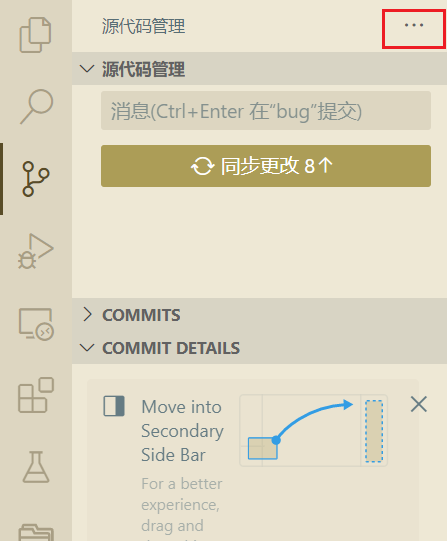 源代码管理
源代码管理
消息(Ctrl+Enter 在“bug”提交)
同步更改 8↑
COMMITS
COMMIT DETAILS
Move into
Secondary
Side Bar
For a better
experience,
drag and